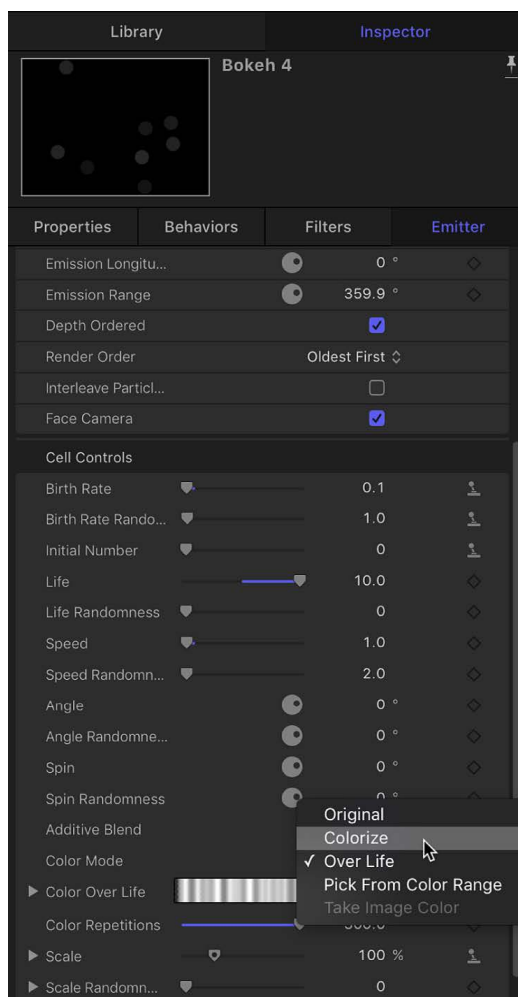 Library Inspector
Bokeh 4
Properties Behaviors Filters Emitter
Emission Longitu... 0 °
Emission Range 359.9 °
Depth Ordered
Render Order Oldest First
Interleave Particl...
Face Camera
Cell Controls
Birth Rate 0.1
Birth Rate Rando... 1.0
Initial Number 0
Life 10.0
Life Randomness 0
Speed 1.0
Speed Randomn... 2.0
Angle 0 °
Angle Randomne... 0 °
Spin 0 °
Spin Randomness 0 °
Original
Additive Blend
Colorize
Color Mode ✓ Over Life
Pick From Color Range
Color Over Life
Take Image Color
Color Repetitions
Scale 100 %
Scale Randomn... 0